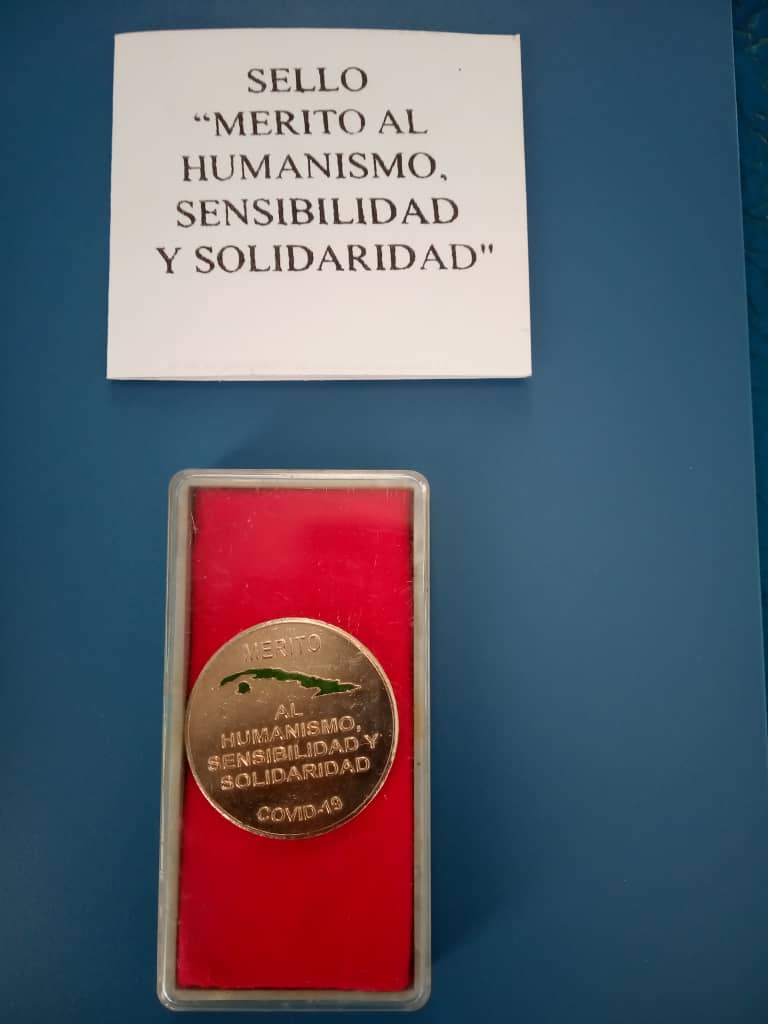 SELLO
“MERITO AL
HUMANISMO,
SENSIBILIDAD
Y SOLIDARIDAD"
MERITO
AL
HUMANISMO,
SENSIBILIDAD Y
SOLIDARIDAD
COVID-19